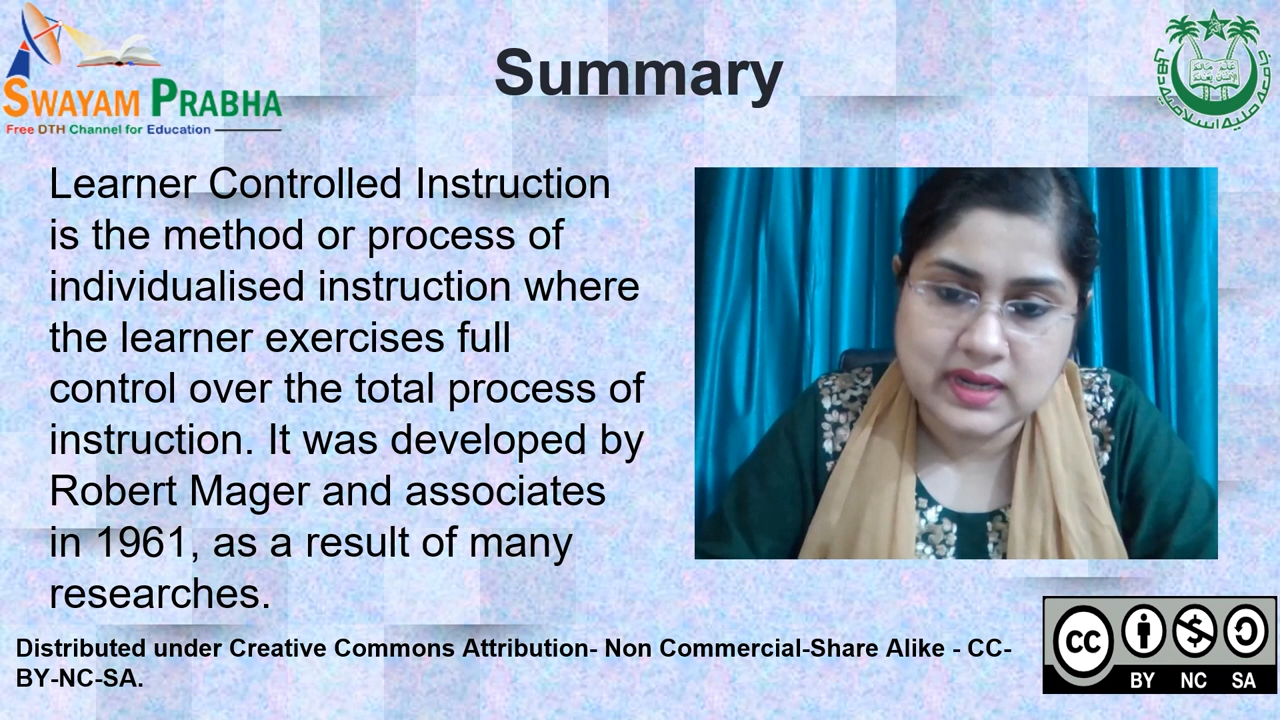 SWAYAM PRABHA
Free DTH Channel for Education
Summary
Learner Controlled Instruction
is the method or process of
individualised instruction where
the learner exercises full
control over the total process of
instruction. It was developed by
Robert Mager and associates
in 1961, as a result of many
researches.
Distributed under Creative Commons Attribution- Non Commercial-Share Alike - CC-
BY-NC-SA.
cc
BY NC SA